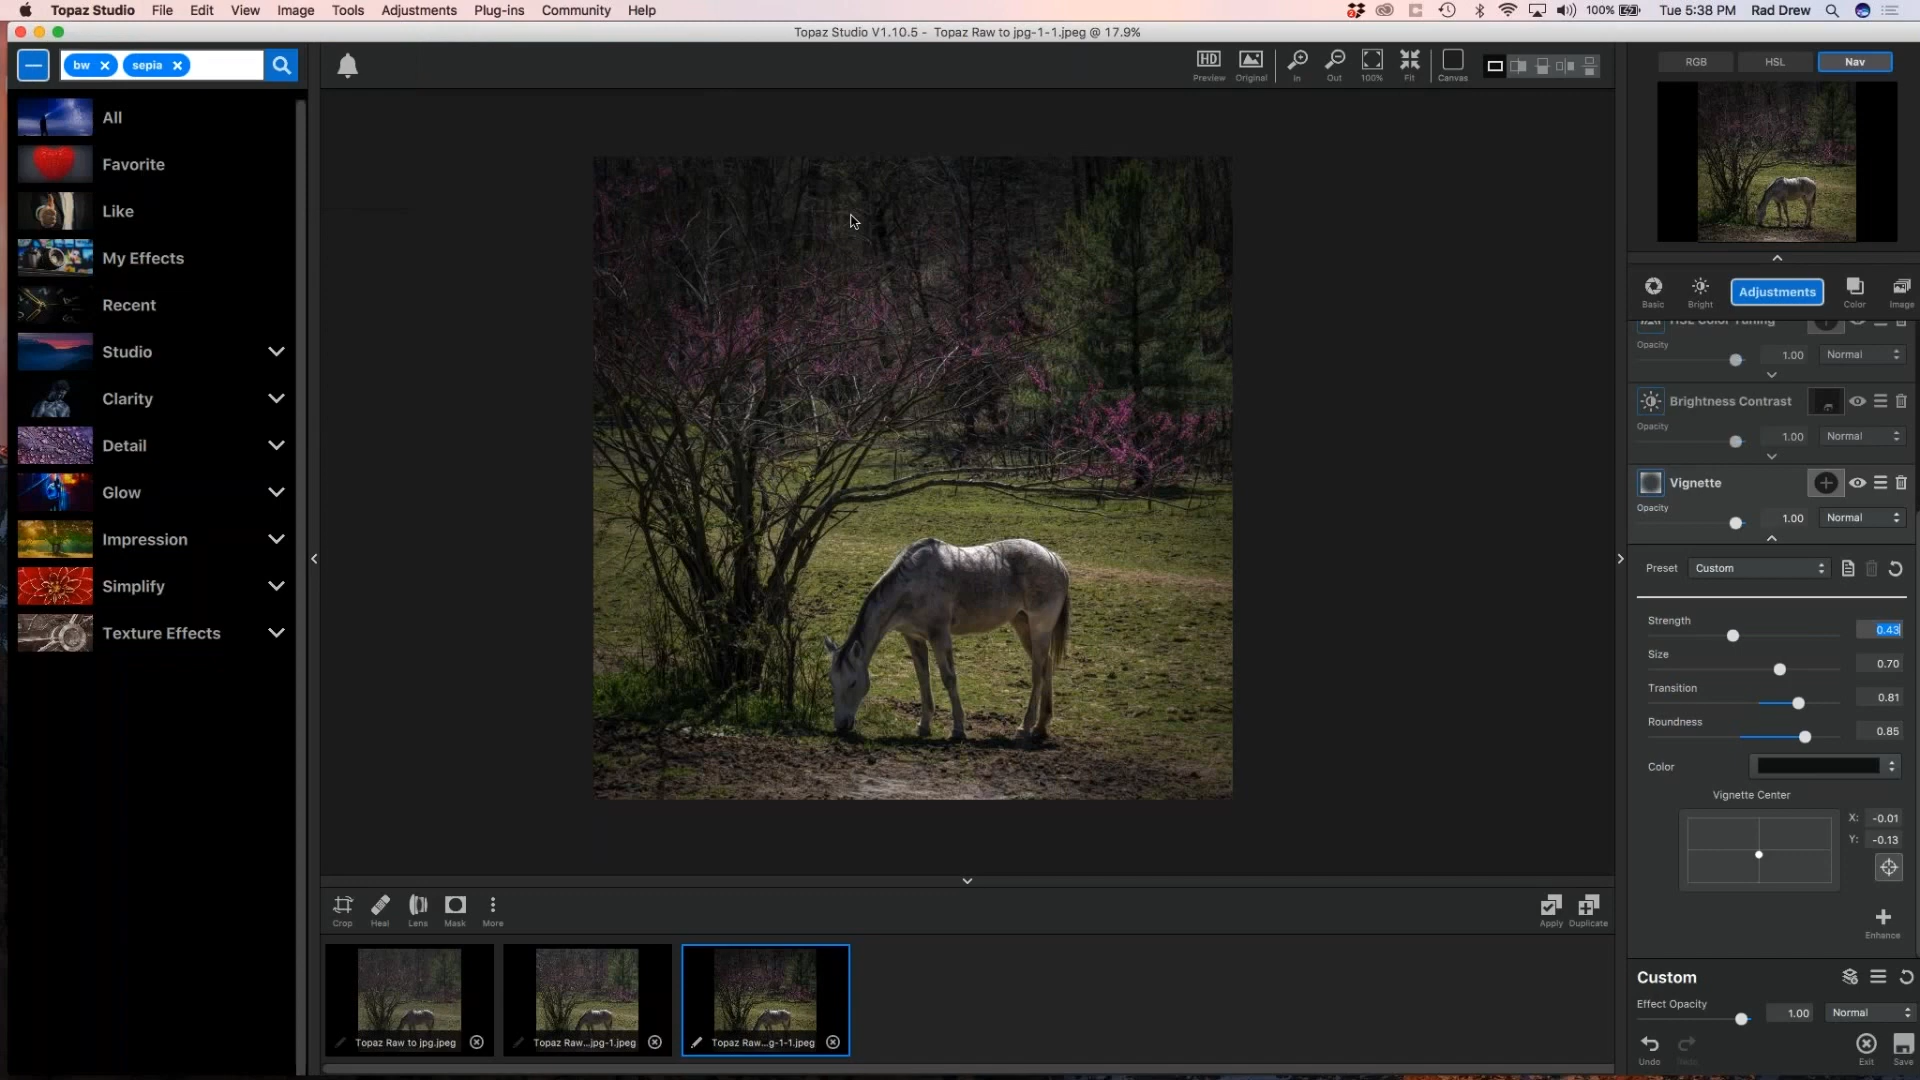 Topaz Studio File Edit View Image Tools Adjustments Plug-ins Community Help 100% Tue 5:38 PM Rad Drew
Topaz Studio V1.10.5 - Topaz Raw to jpg-1-1.jpeg @ 17.9%
bw sepia
All
Favorite
Like
My Effects
Recent
Studio
Clarity
Detail
Glow
Impression
Simplify
Texture Effects
HD
Preview Original In Out 100% Fit Canvas
Crop Heal Lens Mask More
Apply Duplicate
Topaz Raw to jpg.jpeg
Topaz Raw...jpg-1.jpeg
Topaz Raw...g-1-1.jpeg
RGB HSL Nav
Basic Bright Adjustments Color Image
HSL Color Tuning
Opacity 1.00 Normal
Brightness Contrast
Opacity 1.00 Normal
Vignette
Opacity 1.00 Normal
Preset Custom
Strength 0.43
Size 0.70
Transition 0.81
Roundness 0.85
Color
Vignette Center
X: -0.01
Y: -0.13
Enhance
Custom
Effect Opacity 1.00 Normal
Undo Redo Exit Save